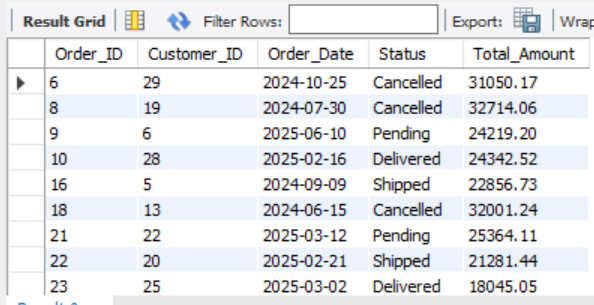 Result Grid Filter Rows: Export: Wrap
Order_ID Customer_ID Order_Date Status Total_Amount
6 29 2024-10-25 Cancelled 31050.17
8 19 2024-07-30 Cancelled 32714.06
9 6 2025-06-10 Pending 24219.20
10 28 2025-02-16 Delivered 24342.52
16 5 2024-09-09 Shipped 22856.73
18 13 2024-06-15 Cancelled 32001.24
21 22 2025-03-12 Pending 25364.11
22 20 2025-02-21 Shipped 21281.44
23 25 2025-03-02 Delivered 18045.05